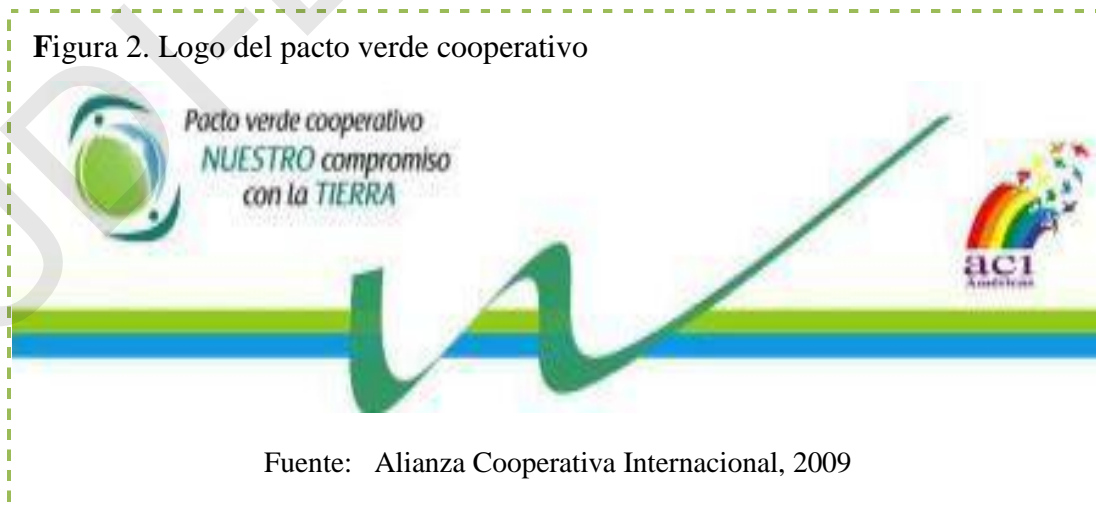 Figura 2. Logo del pacto verde cooperativo
Pacto verde cooperativo
NUESTRO compromiso
con la TIERRA
aci
Américas
Fuente: Alianza Cooperativa Internacional, 2009